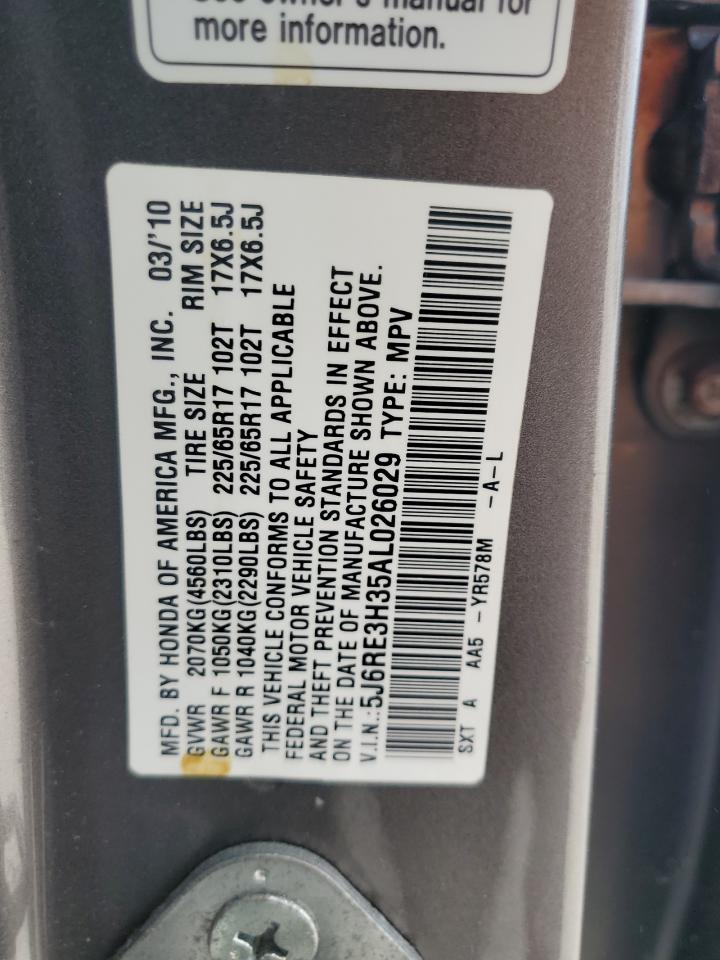 more information.
MFD. BY HONDA OF AMERICA MFG., INC. 03/'10
GVWR 2070KG(4560LBS) TIRE SIZE RIM SIZE
GAWR F 1050KG(2310LBS) 225/65R17 102T 17X6.5J
GAWR R 1040KG(2290LBS) 225/65R17 102T 17X6.5J
THIS VEHICLE CONFORMS TO ALL APPLICABLE
FEDERAL MOTOR VEHICLE SAFETY
AND THEFT PREVENTION STANDARDS IN EFFECT
ON THE DATE OF MANUFACTURE SHOWN ABOVE.
V.I.N.: 5J6RE3H35AL026029 TYPE: MPV
SXT A AA5 -YR578M -A-L